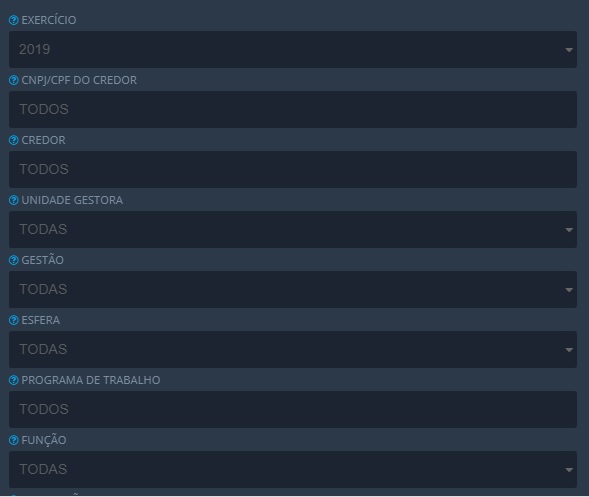 EXERCÍCIO
2019
CNPJ/CPF DO CREDOR
TODOS
CREDOR
TODOS
UNIDADE GESTORA
TODAS
GESTÃO
TODAS
ESFERA
TODAS
PROGRAMA DE TRABALHO
TODOS
FUNÇÃO
TODAS